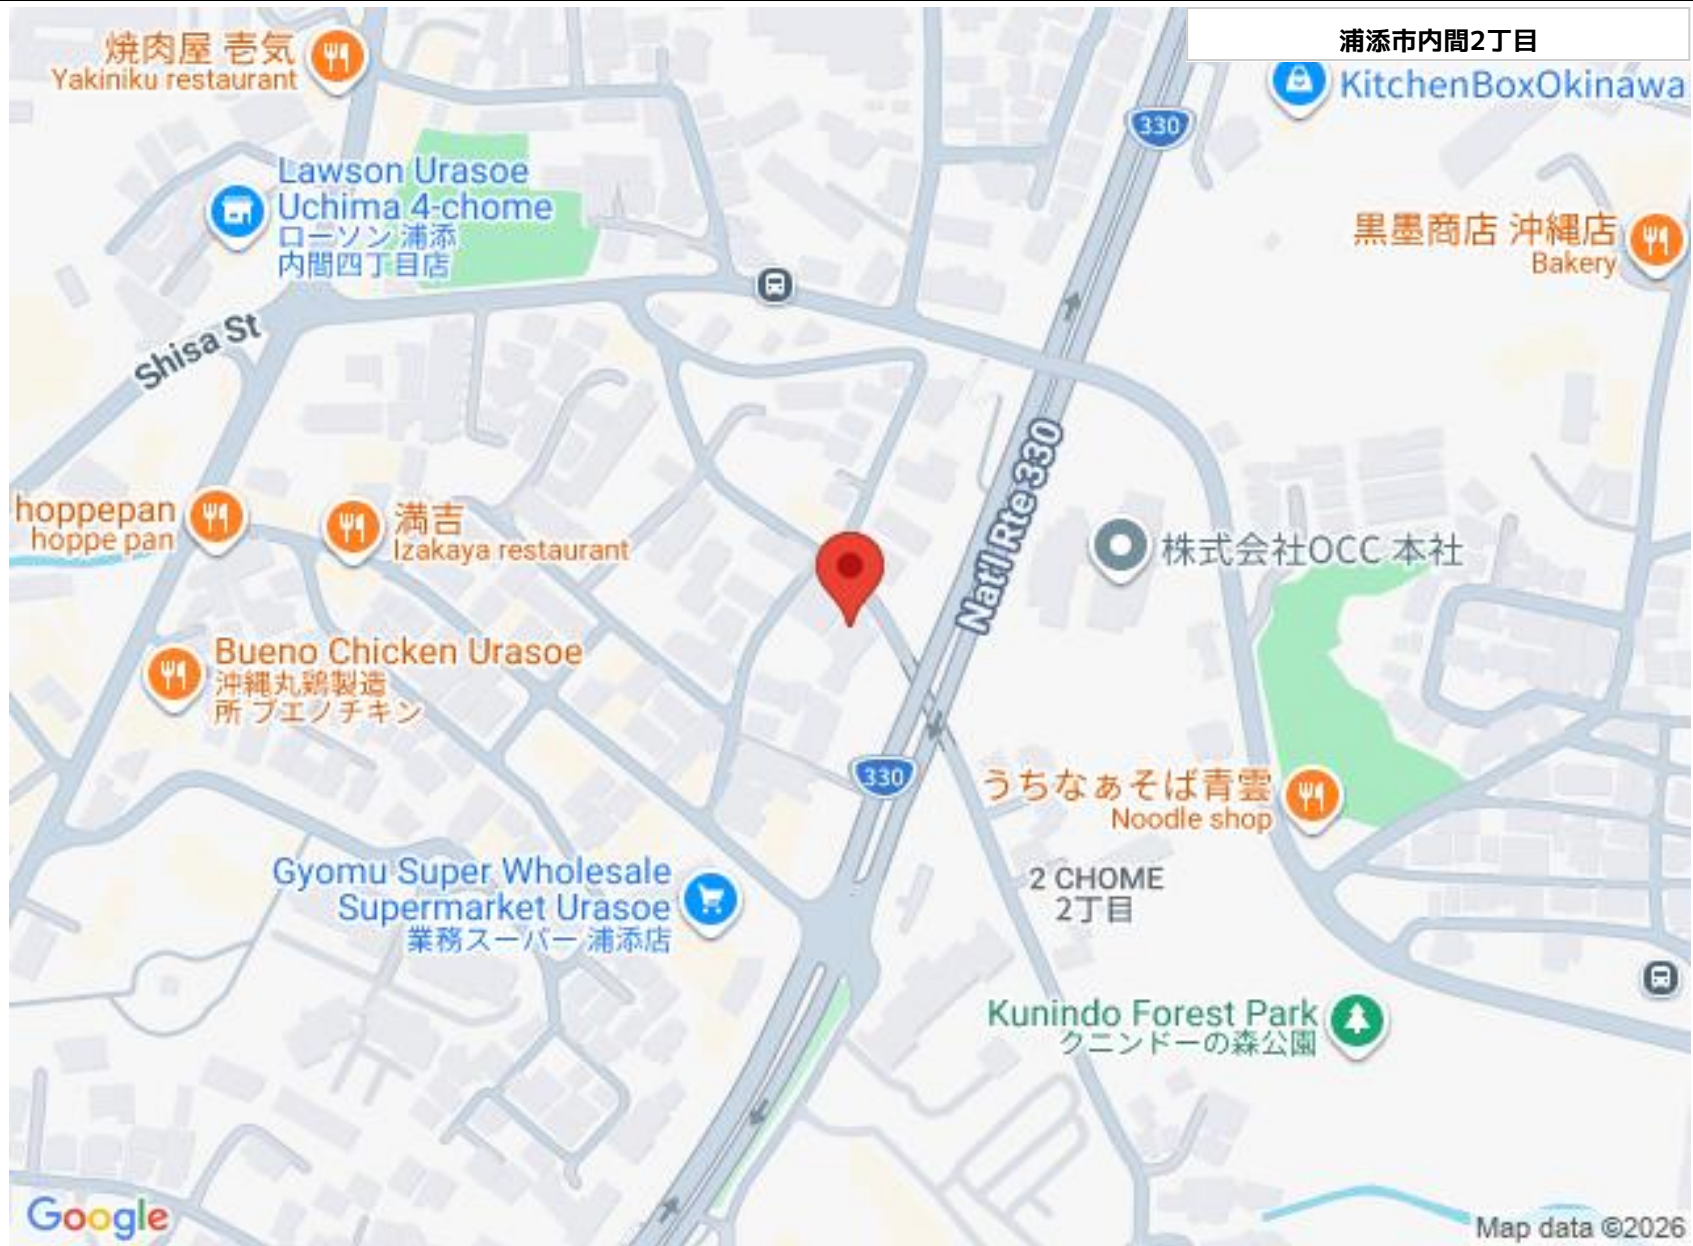 浦添市内間2丁目
焼肉屋 壱気
Yakiniku restaurant
330
KitchenBoxOkinawa
Lawson Urasoe
Uchima 4-chome
ローソン 浦添
内間四丁目店
黒墨商店 沖縄店
Bakery
Shisa St
Nat'l Rte 330
hoppepan
hoppe pan
満吉
Izakaya restaurant
株式会社OCC 本社
Bueno Chicken Urasoe
沖縄丸鶏製造
所 ブエノチキン
330
うちなぁそば青雲
Noodle shop
Gyomu Super Wholesale
Supermarket Urasoe
業務スーパー 浦添店
2 CHOME
2丁目
Kunindo Forest Park
クニンドーの森公園
Google
Map data ©2026